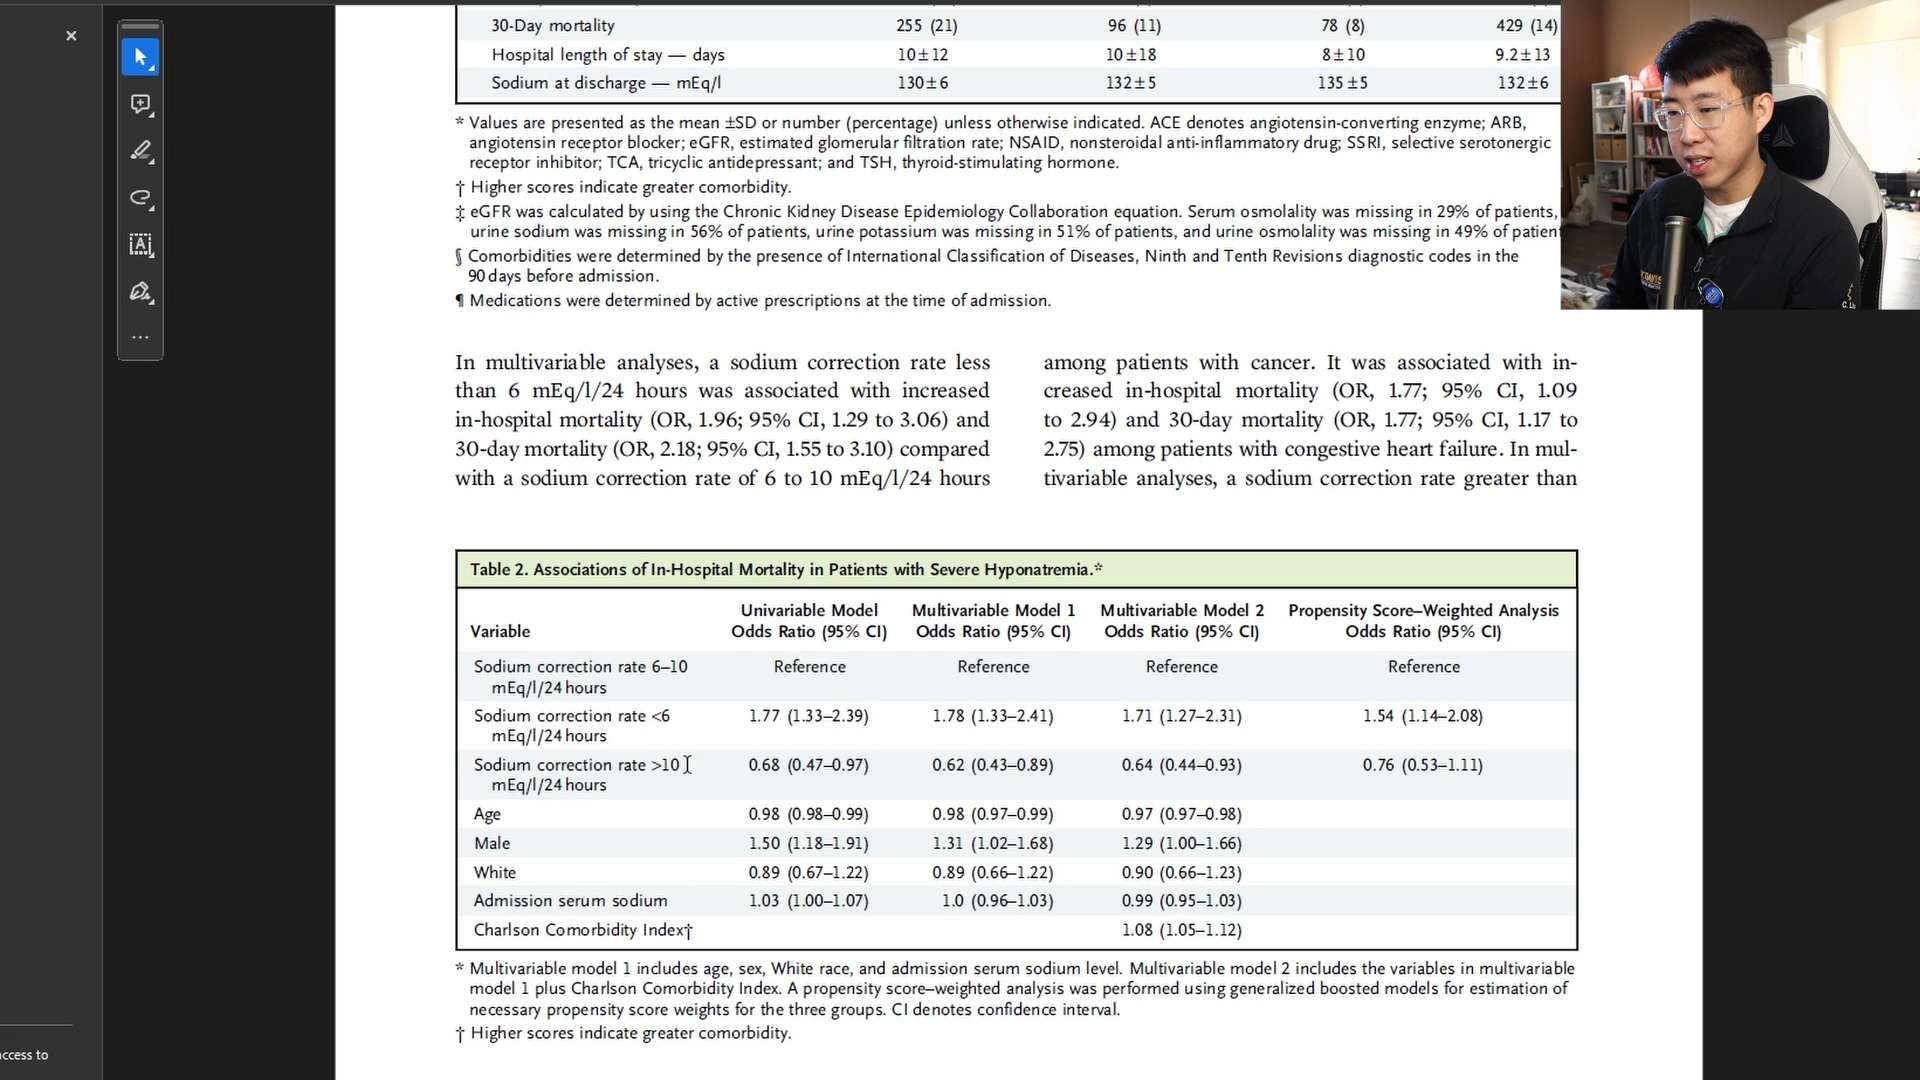 30-Day mortality 255 (21) 96 (11) 78 (8) 429 (14)
Hospital length of stay — days 10±12 10±18 8±10 9.2±13
Sodium at discharge — mEq/l 130±6 132±5 135±5 132±6
* Values are presented as the mean ±SD or number (percentage) unless otherwise indicated. ACE denotes angiotensin-converting enzyme; ARB,
angiotensin receptor blocker; eGFR, estimated glomerular filtration rate; NSAID, nonsteroidal anti-inflammatory drug; SSRI, selective serotonergic
receptor inhibitor; TCA, tricyclic antidepressant; and TSH, thyroid-stimulating hormone.
† Higher scores indicate greater comorbidity.
‡ eGFR was calculated by using the Chronic Kidney Disease Epidemiology Collaboration equation. Serum osmolality was missing in 29% of patients,
urine sodium was missing in 56% of patients, urine potassium was missing in 51% of patients, and urine osmolality was missing in 49% of patient
§ Comorbidities were determined by the presence of International Classification of Diseases, Ninth and Tenth Revisions diagnostic codes in the
90 days before admission.
¶ Medications were determined by active prescriptions at the time of admission.
In multivariable analyses, a sodium correction rate less
than 6 mEq/l/24 hours was associated with increased
in-hospital mortality (OR, 1.96; 95% CI, 1.29 to 3.06) and
30-day mortality (OR, 2.18; 95% CI, 1.55 to 3.10) compared
with a sodium correction rate of 6 to 10 mEq/l/24 hours
among patients with cancer. It was associated with in-
creased in-hospital mortality (OR, 1.77; 95% CI, 1.09
to 2.94) and 30-day mortality (OR, 1.77; 95% CI, 1.17 to
2.75) among patients with congestive heart failure. In mul-
tivariable analyses, a sodium correction rate greater than
Table 2. Associations of In-Hospital Mortality in Patients with Severe Hyponatremia.*
Variable Univariable Model Odds Ratio (95% CI) Multivariable Model 1 Odds Ratio (95% CI) Multivariable Model 2 Odds Ratio (95% CI) Propensity Score–Weighted Analysis Odds Ratio (95% CI)
Sodium correction rate 6–10 Reference Reference Reference Reference
mEq/l/24 hours
Sodium correction rate <6 1.77 (1.33–2.39) 1.78 (1.33–2.41) 1.71 (1.27–2.31) 1.54 (1.14–2.08)
mEq/l/24 hours
Sodium correction rate >10 0.68 (0.47–0.97) 0.62 (0.43–0.89) 0.64 (0.44–0.93) 0.76 (0.53–1.11)
mEq/l/24 hours
Age 0.98 (0.98–0.99) 0.98 (0.97–0.99) 0.97 (0.97–0.98)
Male 1.50 (1.18–1.91) 1.31 (1.02–1.68) 1.29 (1.00–1.66)
White 0.89 (0.67–1.22) 0.89 (0.66–1.22) 0.90 (0.66–1.23)
Admission serum sodium 1.03 (1.00–1.07) 1.0 (0.96–1.03) 0.99 (0.95–1.03)
Charlson Comorbidity Index† 1.08 (1.05–1.12)
* Multivariable model 1 includes age, sex, White race, and admission serum sodium level. Multivariable model 2 includes the variables in multivariable
model 1 plus Charlson Comorbidity Index. A propensity score–weighted analysis was performed using generalized boosted models for estimation of
necessary propensity score weights for the three groups. CI denotes confidence interval.
† Higher scores indicate greater comorbidity.
ccess to